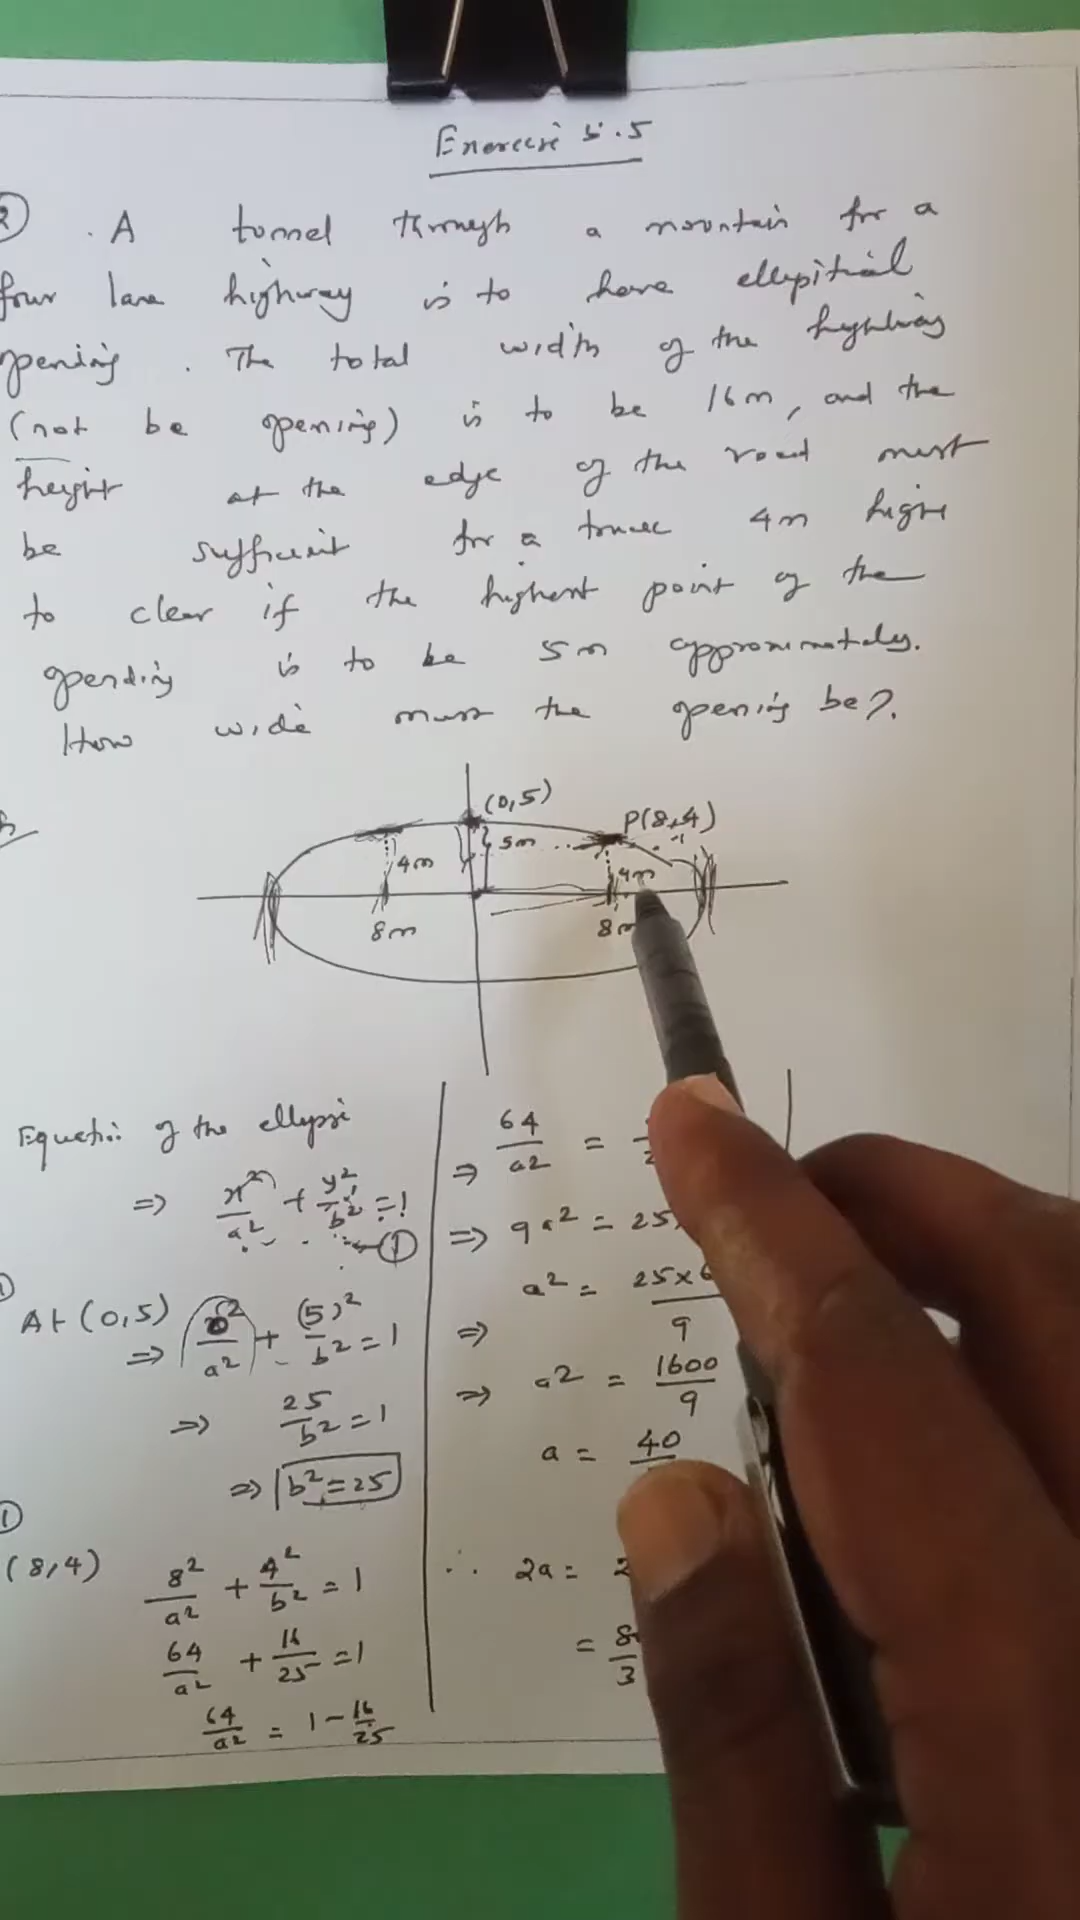 Exercise 5.5
2) . A tunnel through a mountain for a
four lane highway is to have elliptical
opening . The total width of the highway
(not be opening) is to be 16m, and the
height at the edge of the road must
be sufficient for a truck 4m high
to clear if the highest point of the
opening is to be 5m approximately.
How wide must the opening be?.
(0,5)
P(8,4)
5m
4m
4m
8m
8m
Equation of the ellipse
⇒ x²/a² + y²/b² = 1
①
At (0,5) ⇒ 0²/a² + (5)²/b² = 1
⇒ 25/b² = 1
⇒ b² = 25
(8,4) 8²/a² + 4²/b² = 1
64/a² + 16/25 = 1
64/a² = 1 - 16/25
⇒ 64/a² =
⇒ 9a² = 25
⇒ a² = 25×6 / 9
⇒ a² = 1600/9
a = 40
∴ 2a = 2
= 8 / 3